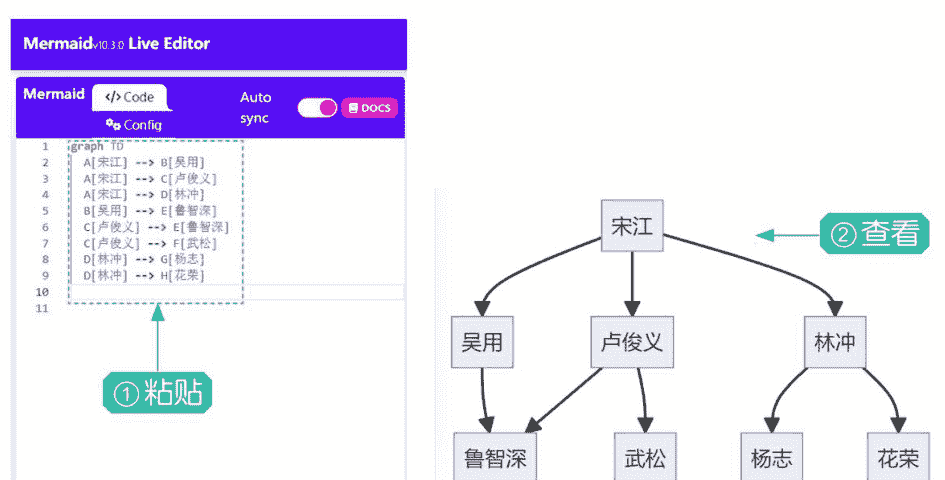 Mermaid v10.3.0 Live Editor
Mermaid
</> Code
Config
Auto
sync
DOCS
1 graph TD
2 A[宋江] --> B[吴用]
3 A[宋江] --> C[卢俊义]
4 A[宋江] --> D[林冲]
5 B[吴用] --> E[鲁智深]
6 C[卢俊义] --> E[鲁智深]
7 C[卢俊义] --> F[武松]
8 D[林冲] --> G[杨志]
9 D[林冲] --> H[花荣]
10
11
①粘贴
宋江
②查看
吴用 卢俊义 林冲
鲁智深 武松 杨志 花荣